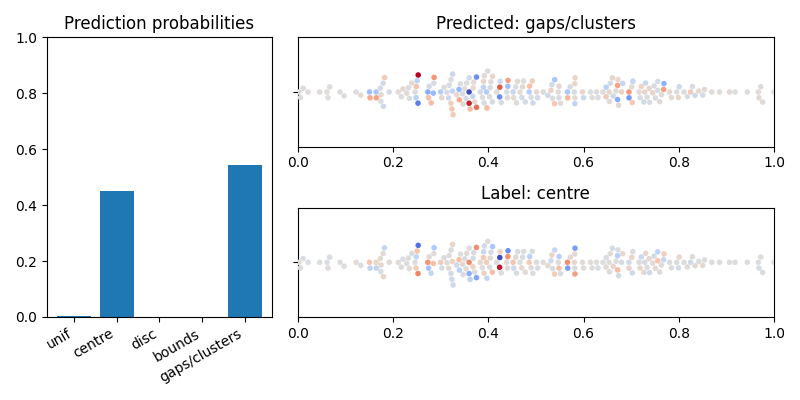 Prediction probabilities
1.0
0.8
0.6
0.4
0.2
0.0
unif
centre
disc
bounds
gaps/clusters
Predicted: gaps/clusters
0.0 0.2 0.4 0.6 0.8 1.0
Label: centre
0.0 0.2 0.4 0.6 0.8 1.0